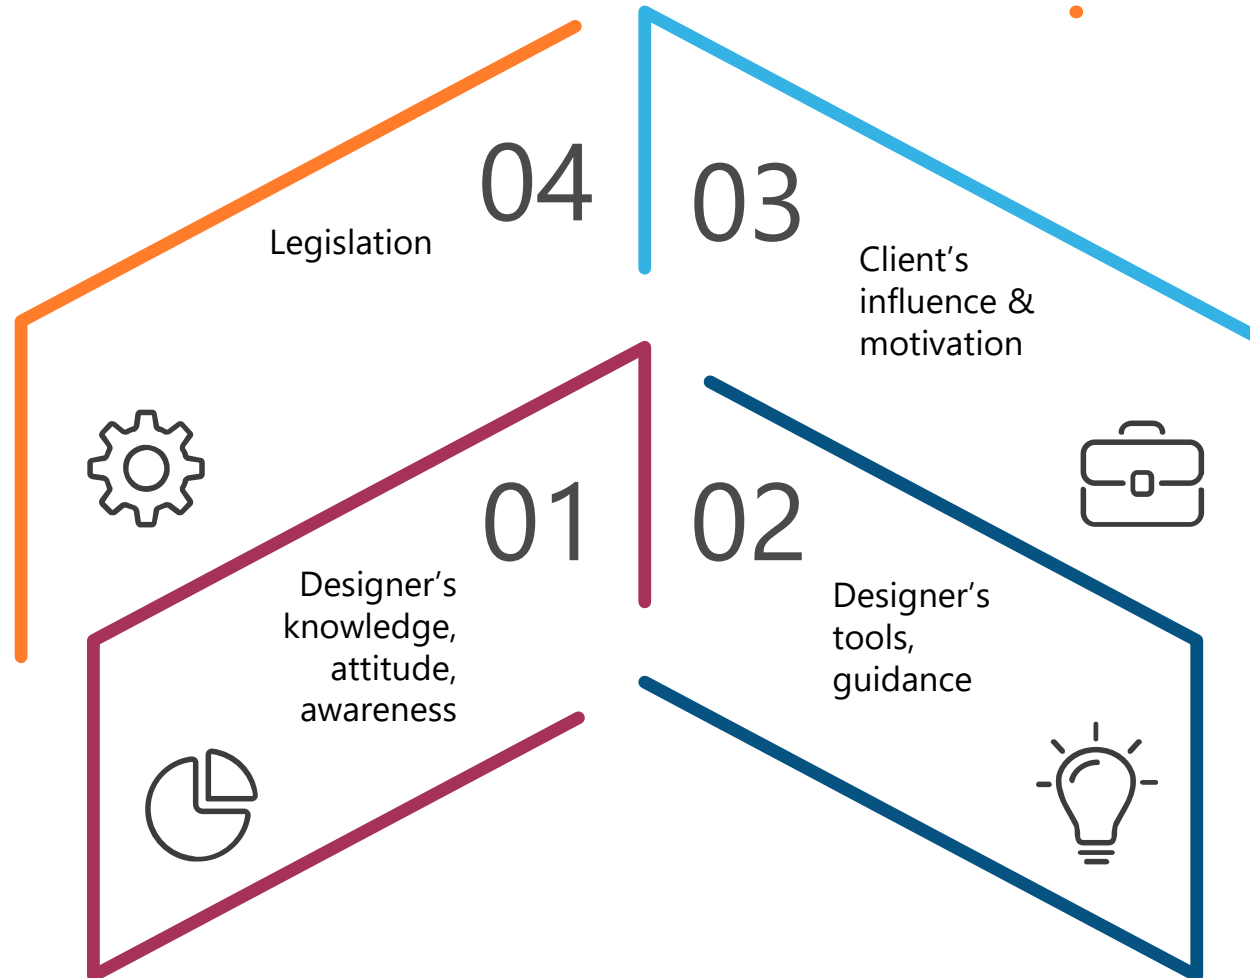 04
Legislation
03
Client’s
influence &
motivation
01
Designer’s
knowledge,
attitude,
awareness
02
Designer’s
tools,
guidance